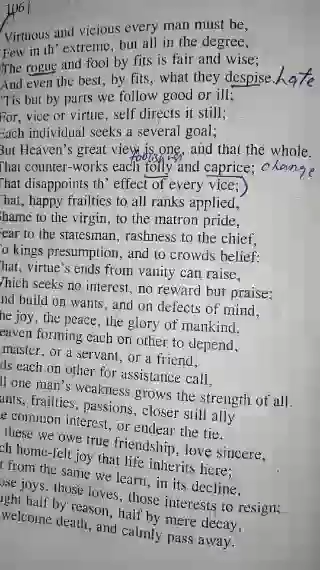 106
Virtuous and vicious every man must be,
Few in th' extreme, but all in the degree,
The rogue and fool by fits is fair and wise;
And even the best, by fits, what they despise. hate
'Tis but by parts we follow good or ill;
For, vice or virtue, self directs it still;
Each individual seeks a several goal;
But Heaven's great view is one, and that the whole.
foolishness
That counter-works each folly and caprice; change
That disappoints th' effect of every vice;)
That, happy frailties to all ranks applied,
Shame to the virgin, to the matron pride,
Fear to the statesman, rashness to the chief,
To kings presumption, and to crowds belief:
That, virtue's ends from vanity can raise,
Which seeks no interest, no reward but praise;
And build on wants, and on defects of mind,
The joy, the peace, the glory of mankind.
eaven forming each on other to depend,
master, or a servant, or a friend,
ds each on other for assistance call,
ll one man's weakness grows the strength of all.
ants, frailties, passions, closer still ally
e common interest, or endear the tie.
these we owe true friendship, love sincere,
ch home-felt joy that life inherits here;
t from the same we learn, in its decline,
ose joys, those loves, those interests to resign;
ught half by reason, half by mere decay,
welcome death, and calmly pass away.